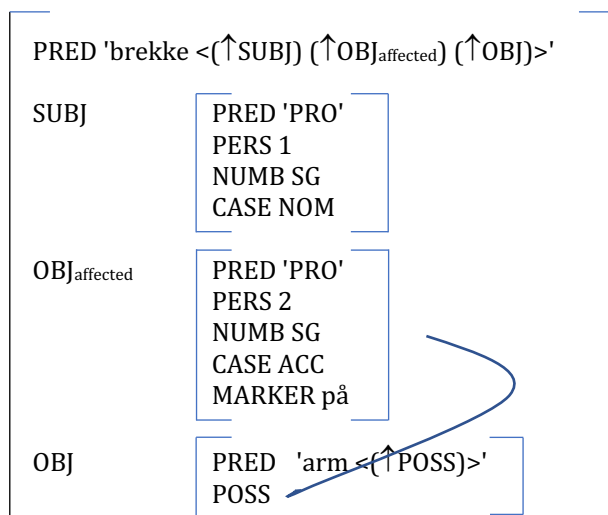 PRED 'brekke <(↑SUBJ) (↑OBJaffected) (↑OBJ)>'
SUBJ PRED 'PRO'
PERS 1
NUMB SG
CASE NOM
OBJaffected PRED 'PRO'
PERS 2
NUMB SG
CASE ACC
MARKER på
OBJ PRED 'arm <(↑POSS)>'
POSS